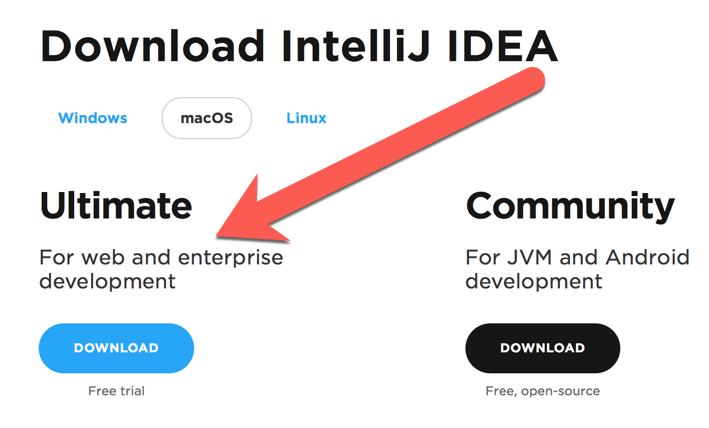 Download IntelliJ IDEA
Windows
macOS
Linux
Ultimate
For web and enterprise
development
DOWNLOAD
Free trial
Community
For JVM and Android
development
DOWNLOAD
Free, open-source